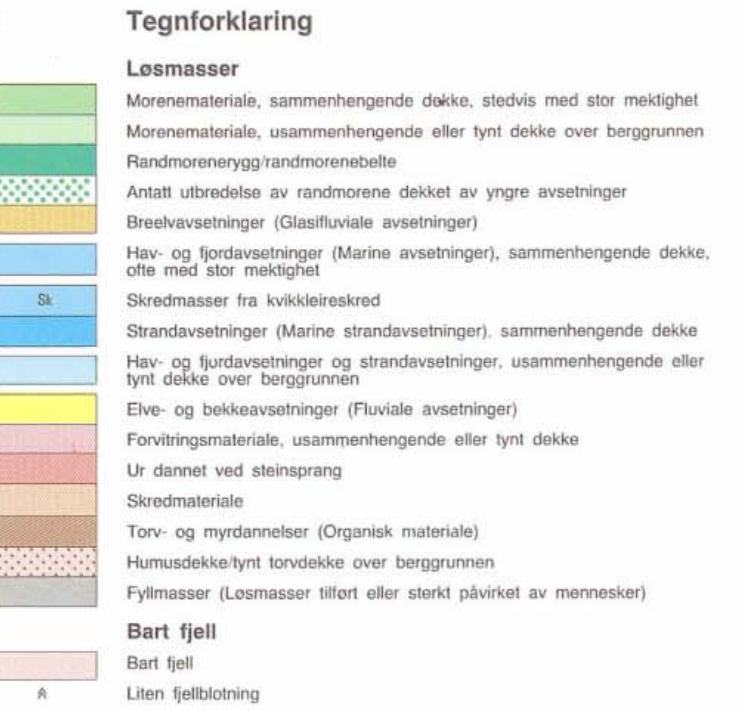 Tegnforklaring
Løsmasser
Morenemateriale, sammenhengende dekke, stedvis med stor mektighet
Morenemateriale, usammenhengende eller tynt dekke over berggrunnen
Randmorenerygg/randmorenebelte
Antatt utbredelse av randmorene dekket av yngre avsetninger
Breelvavsetninger (Glasifluviale avsetninger)
Hav- og fjordavsetninger (Marine avsetninger), sammenhengende dekke,
ofte med stor mektighet
Sk Skredmasser fra kvikkleireskred
Strandavsetninger (Marine strandavsetninger), sammenhengende dekke
Hav- og fjordavsetninger og strandavsetninger, usammenhengende eller
tynt dekke over berggrunnen
Elve- og bekkeavsetninger (Fluviale avsetninger)
Forvitringsmateriale, usammenhengende eller tynt dekke
Ur dannet ved steinsprang
Skredmateriale
Torv- og myrdannelser (Organisk materiale)
Humusdekke/tynt torvdekke over berggrunnen
Fyllmasser (Løsmasser tilført eller sterkt påvirket av mennesker)
Bart fjell
Bart fjell
Liten fjellblotning